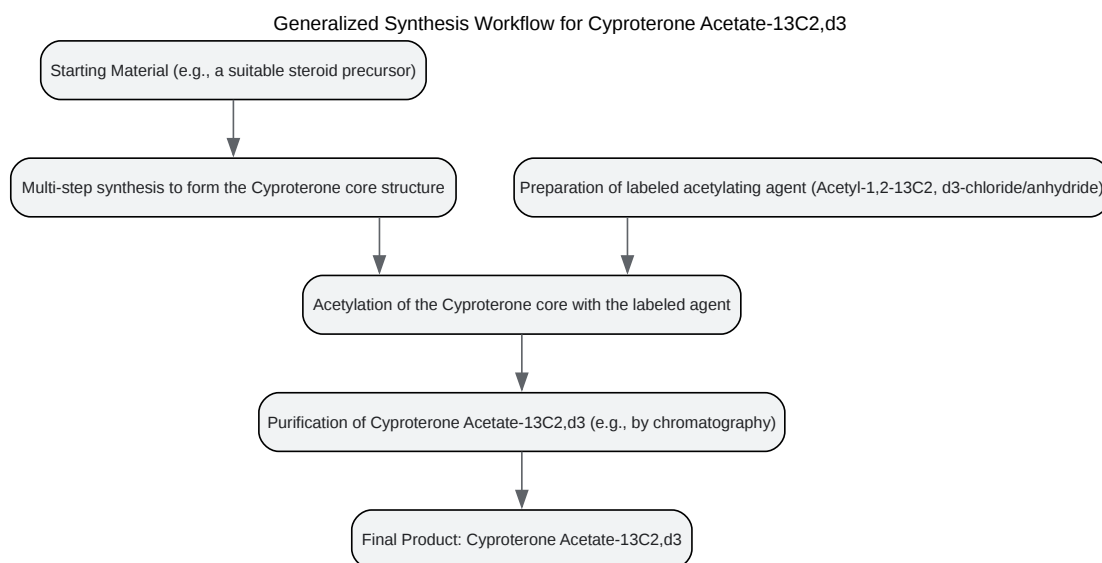 Generalized Synthesis Workflow for Cyproterone Acetate-13C2,d3
Starting Material (e.g., a suitable steroid precursor)
Multi-step synthesis to form the Cyproterone core structure
Preparation of labeled acetylating agent (Acetyl-1,2-13C2, d3-chloride/anhydride)
Acetylation of the Cyproterone core with the labeled agent
Purification of Cyproterone Acetate-13C2,d3 (e.g., by chromatography)
Final Product: Cyproterone Acetate-13C2,d3